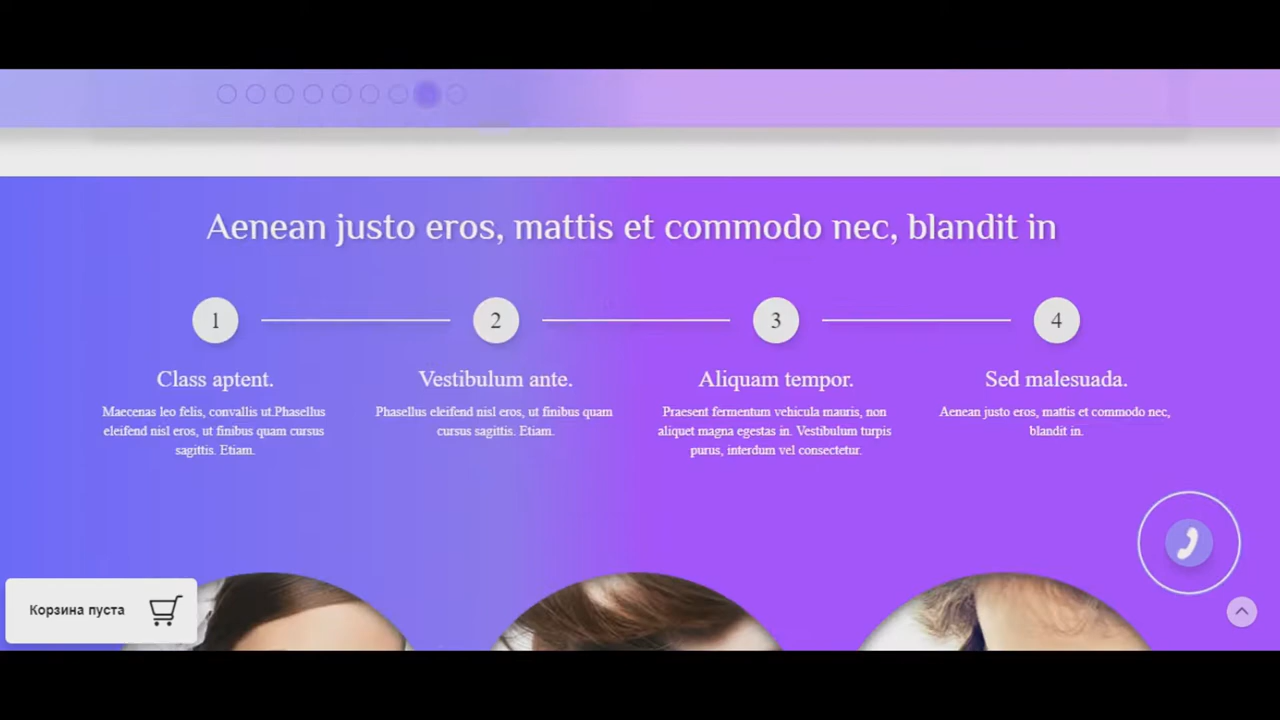 Aenean justo eros, mattis et commodo nec, blandit in
1
2
3
4
Class aptent.
Maecenas leo felis, convallis ut.Phasellus
eleifend nisl eros, ut finibus quam cursus
sagittis. Etiam.
Vestibulum ante.
Phasellus eleifend nisl eros, ut finibus quam
cursus sagittis. Etiam.
Aliquam tempor.
Praesent fermentum vehicula mauris, non
aliquet magna egestas in. Vestibulum turpis
purus, interdum vel consectetur.
Sed malesuada.
Aenean justo eros, mattis et commodo nec,
blandit in.
Корзина пуста